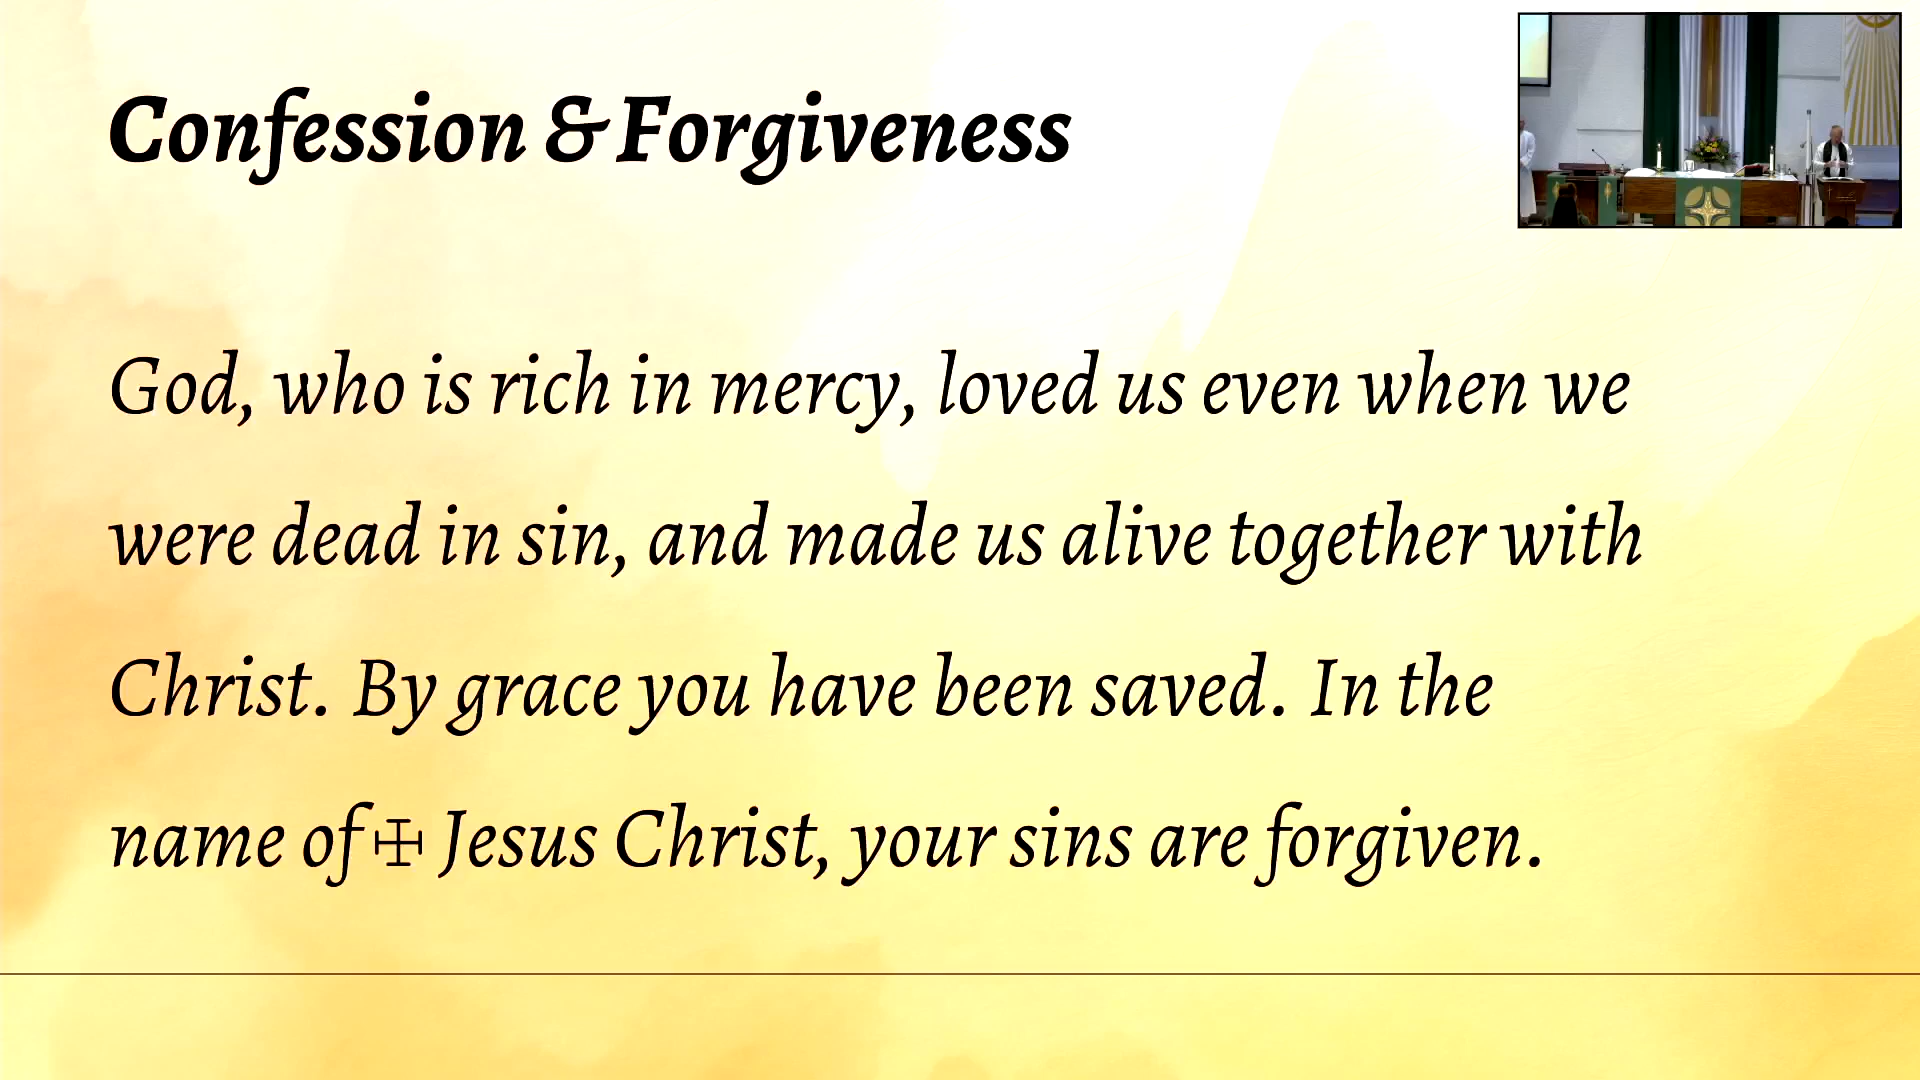 Confession & Forgiveness
God, who is rich in mercy, loved us even when we
were dead in sin, and made us alive together with
Christ. By grace you have been saved. In the
name of ☩ Jesus Christ, your sins are forgiven.